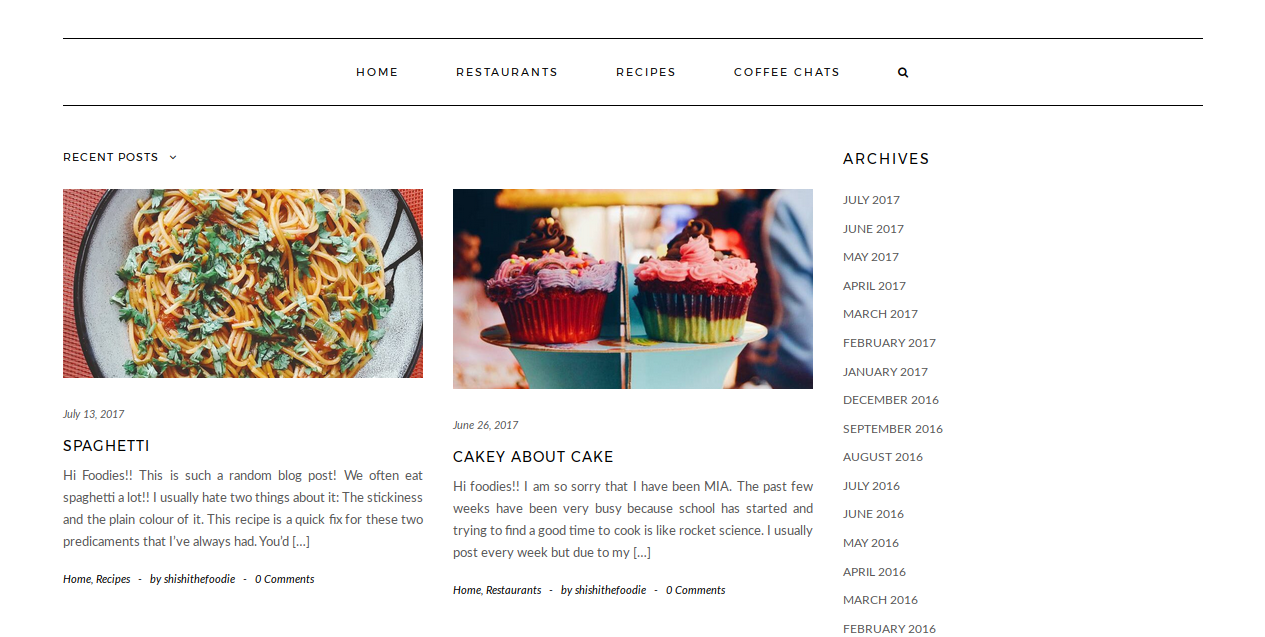 HOME RESTAURANTS RECIPES COFFEE CHATS
RECENT POSTS
July 13, 2017
SPAGHETTI
Hi Foodies!! This is such a random blog post! We often eat
spaghetti a lot!! I usually hate two things about it: The stickiness
and the plain colour of it. This recipe is a quick fix for these two
predicaments that I've always had. You'd [...]
Home, Recipes - by shishithefoodie - 0 Comments
June 26, 2017
CAKEY ABOUT CAKE
Hi foodies!! I am so sorry that I have been MIA. The past few
weeks have been very busy because school has started and
trying to find a good time to cook is like rocket science. I usually
post every week but due to my [...]
Home, Restaurants - by shishithefoodie - 0 Comments
ARCHIVES
JULY 2017
JUNE 2017
MAY 2017
APRIL 2017
MARCH 2017
FEBRUARY 2017
JANUARY 2017
DECEMBER 2016
SEPTEMBER 2016
AUGUST 2016
JULY 2016
JUNE 2016
MAY 2016
APRIL 2016
MARCH 2016
FEBRUARY 2016